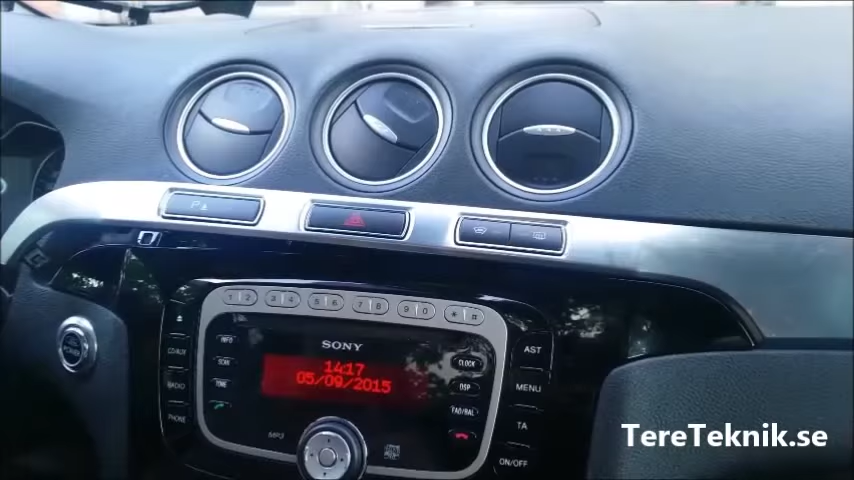 P
1 2 3 4 5 6 7 8 9 0 * #
SONY
INFO
SCAN
TONE
CD/AUX
RADIO
PHONE
14:17
05/09/2015
CLOCK
DSP
FAD/BAL
AST
MENU
TA
ON/OFF
MP3
TereTeknik.se